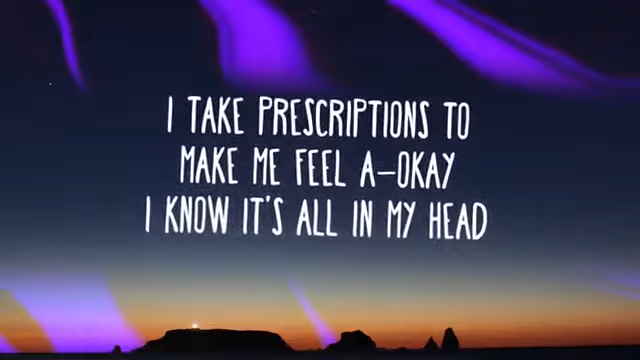 I TAKE PRESCRIPTIONS TO
MAKE ME FEEL A-OKAY
I KNOW IT'S ALL IN MY HEAD